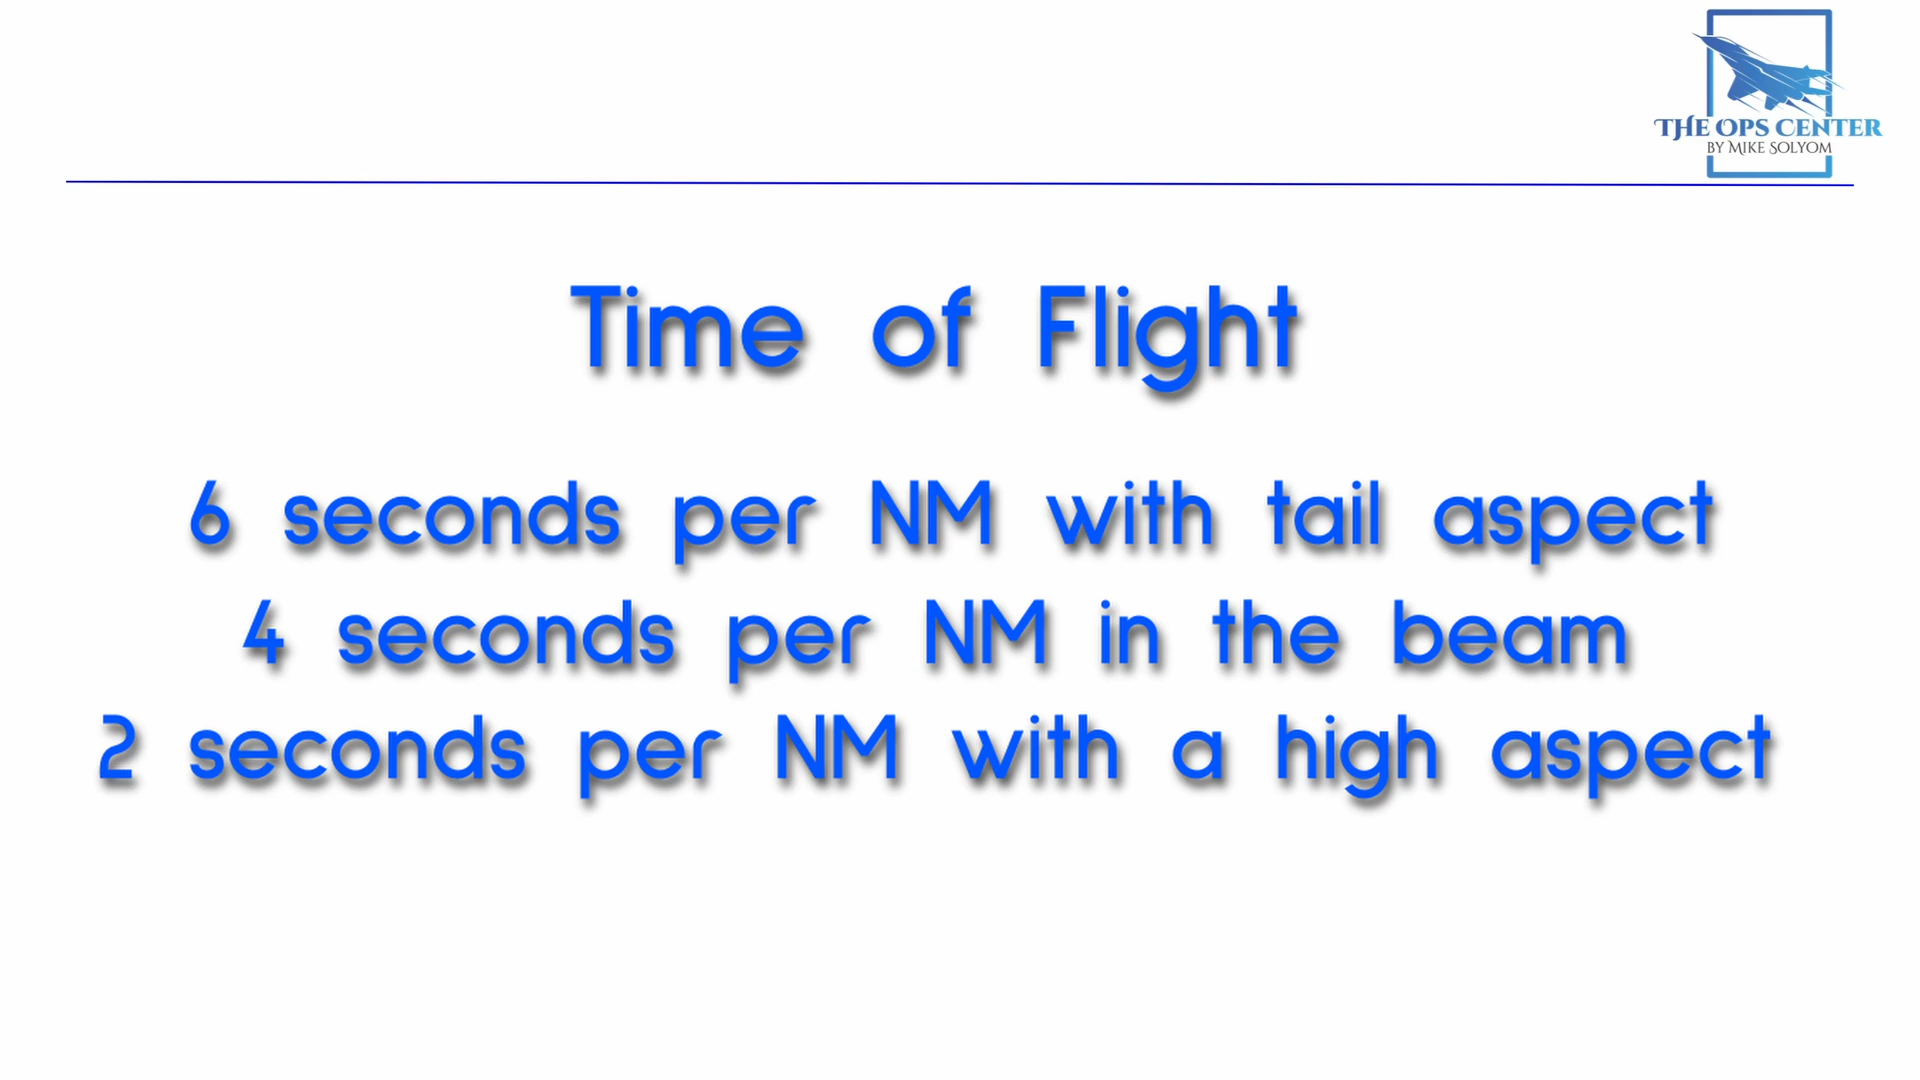 THE OPS CENTER
BY MIKE SOLYOM
Time of Flight
6 seconds per NM with tail aspect
4 seconds per NM in the beam
2 seconds per NM with a high aspect